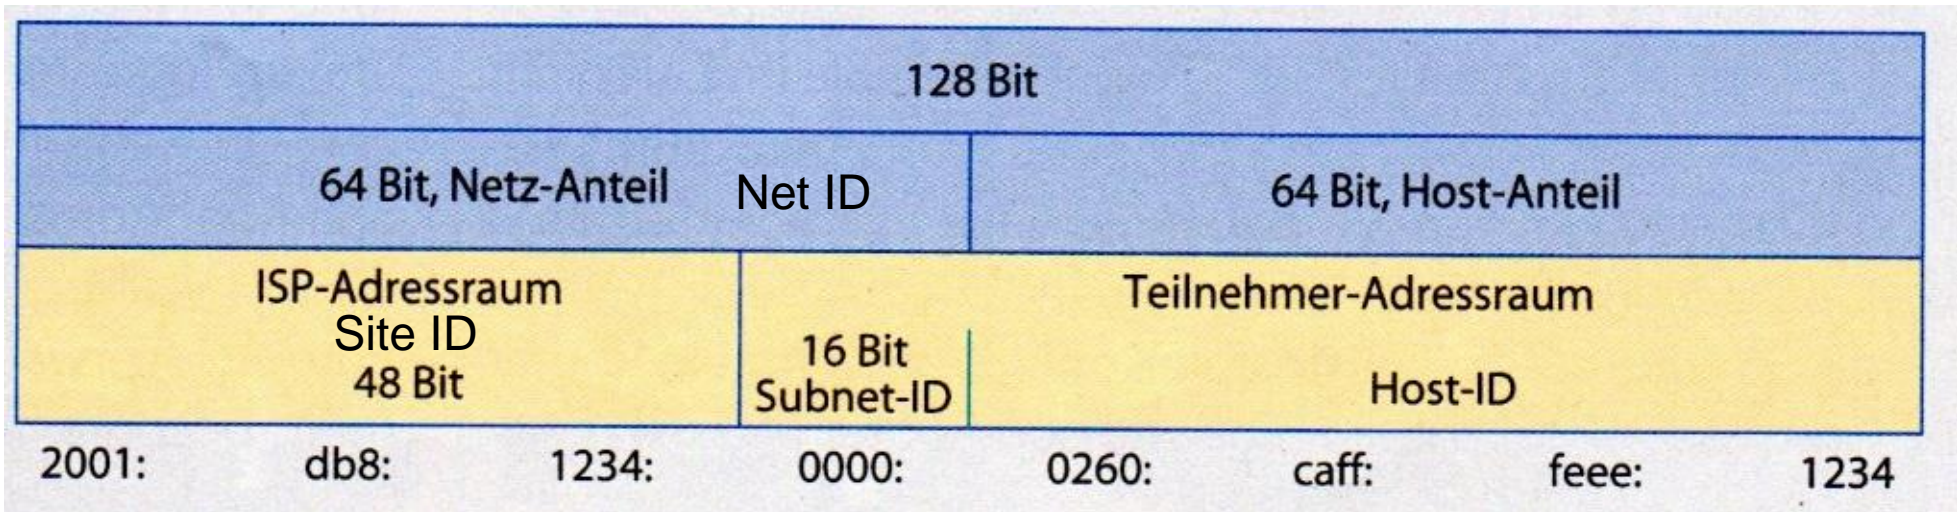 128 Bit
64 Bit, Netz-Anteil Net ID 64 Bit, Host-Anteil
ISP-Adressraum Teilnehmer-Adressraum
Site ID
48 Bit
16 Bit
Subnet-ID
Host-ID
2001: db8: 1234: 0000: 0260: caff: feee: 1234